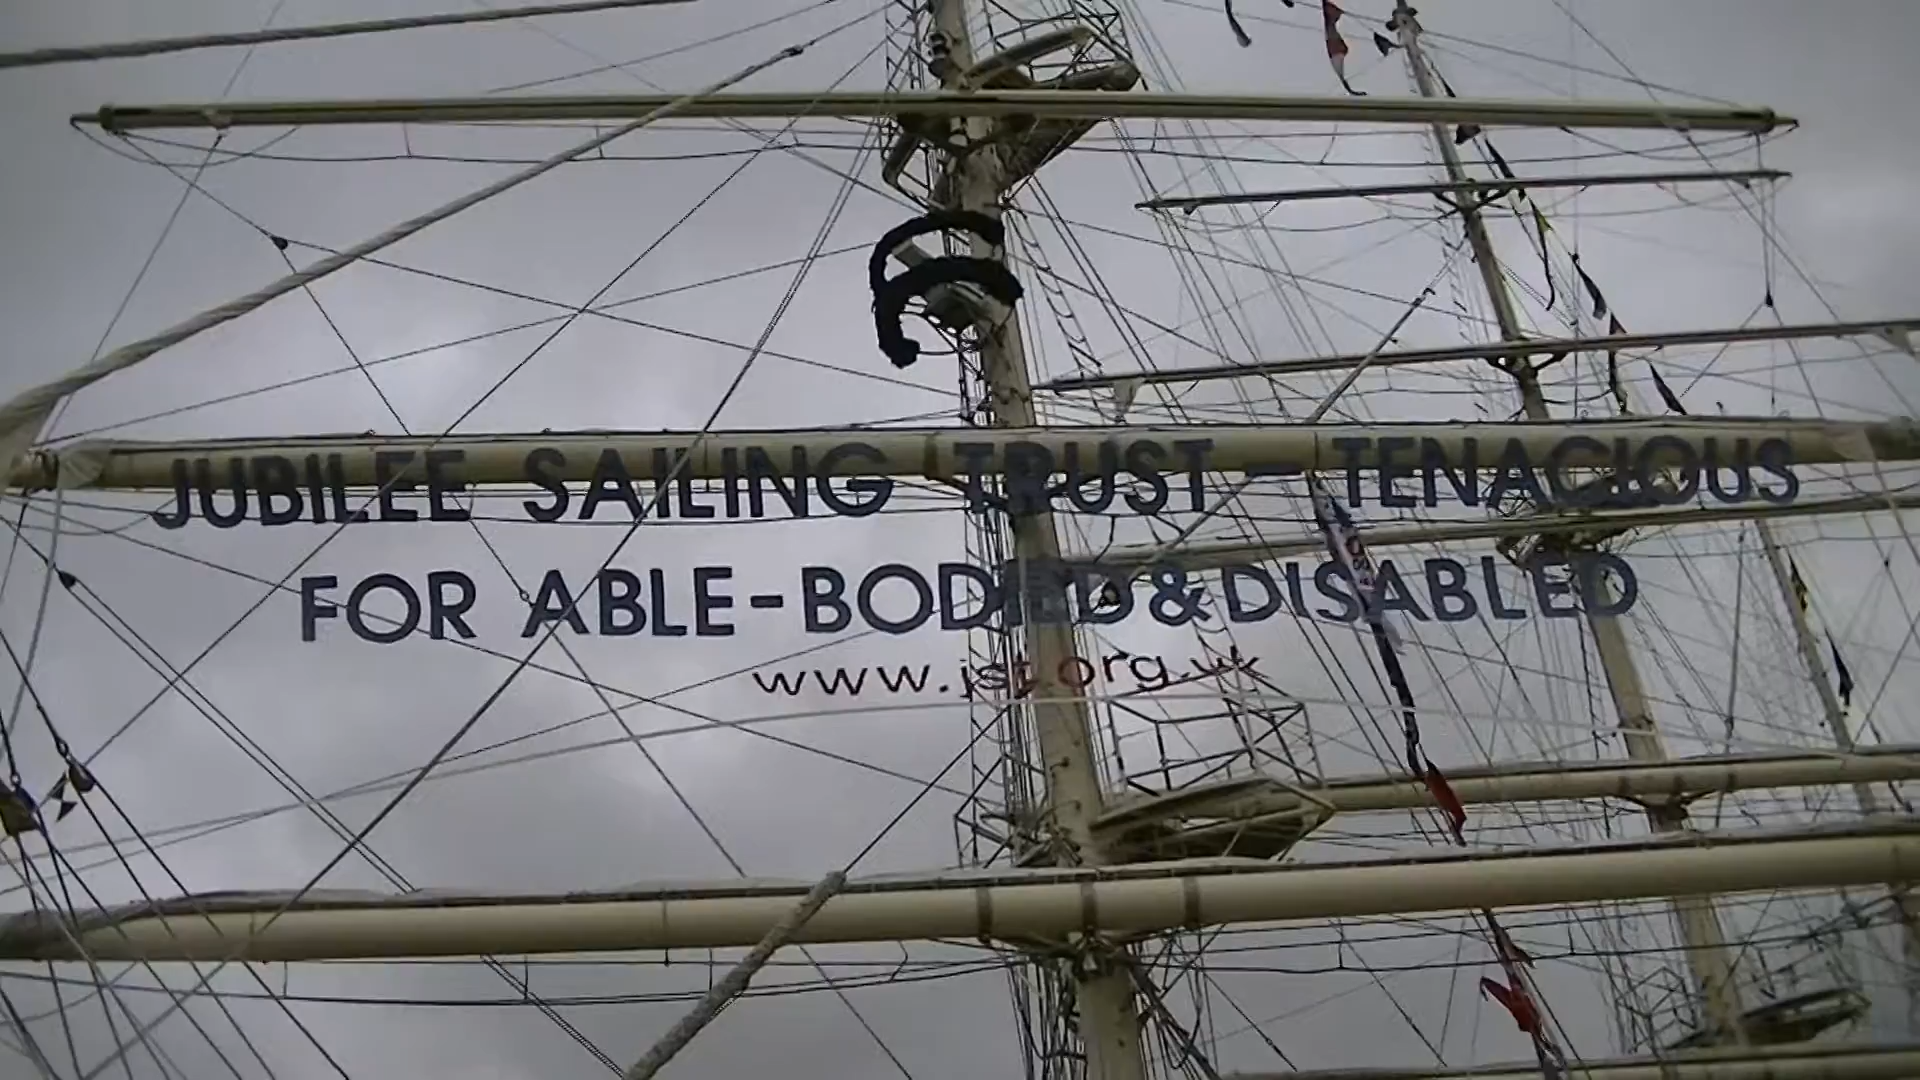 JUBILEE SAILING TRUST - TENACIOUS
FOR ABLE-BODIED & DISABLED
www.jst.org.uk